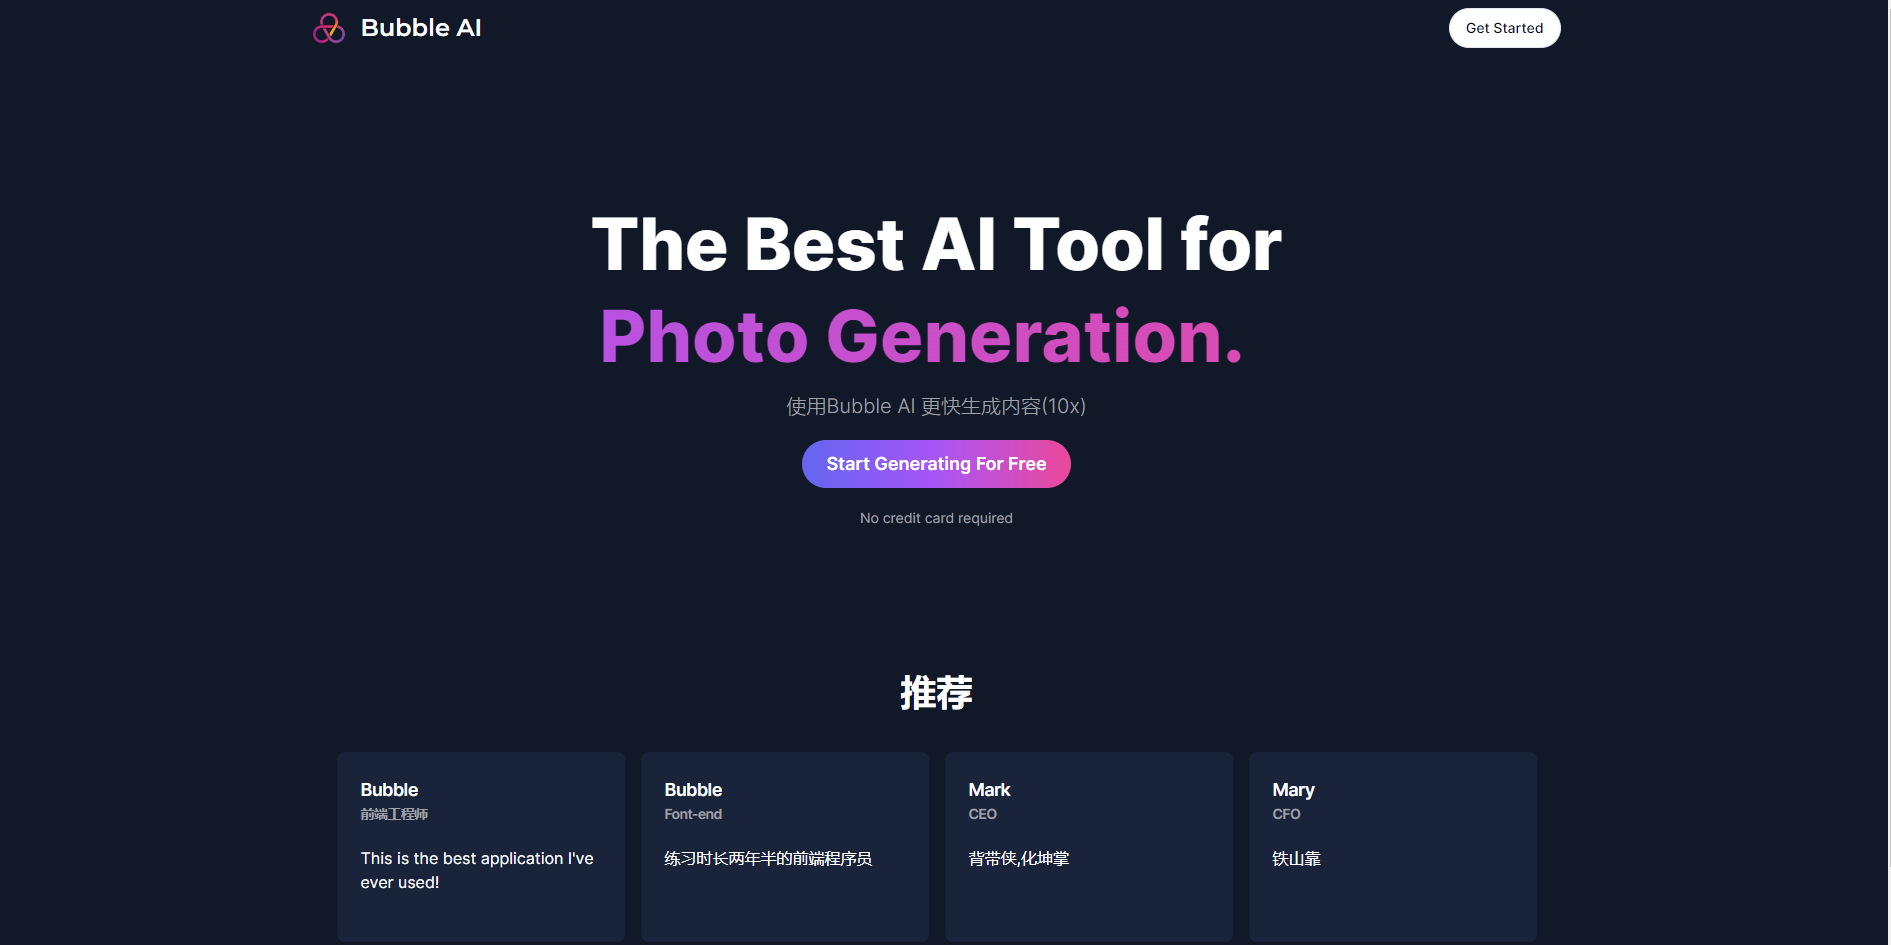 Bubble AI
Get Started
The Best AI Tool for
Photo Generation.
使用Bubble AI 更快生成内容(10x)
Start Generating For Free
No credit card required
推荐
Bubble
前端工程师
This is the best application I've
ever used!
Bubble
Font-end
练习时长两年半的前端程序员
Mark
CEO
背带侠,化坤掌
Mary
CFO
铁山靠